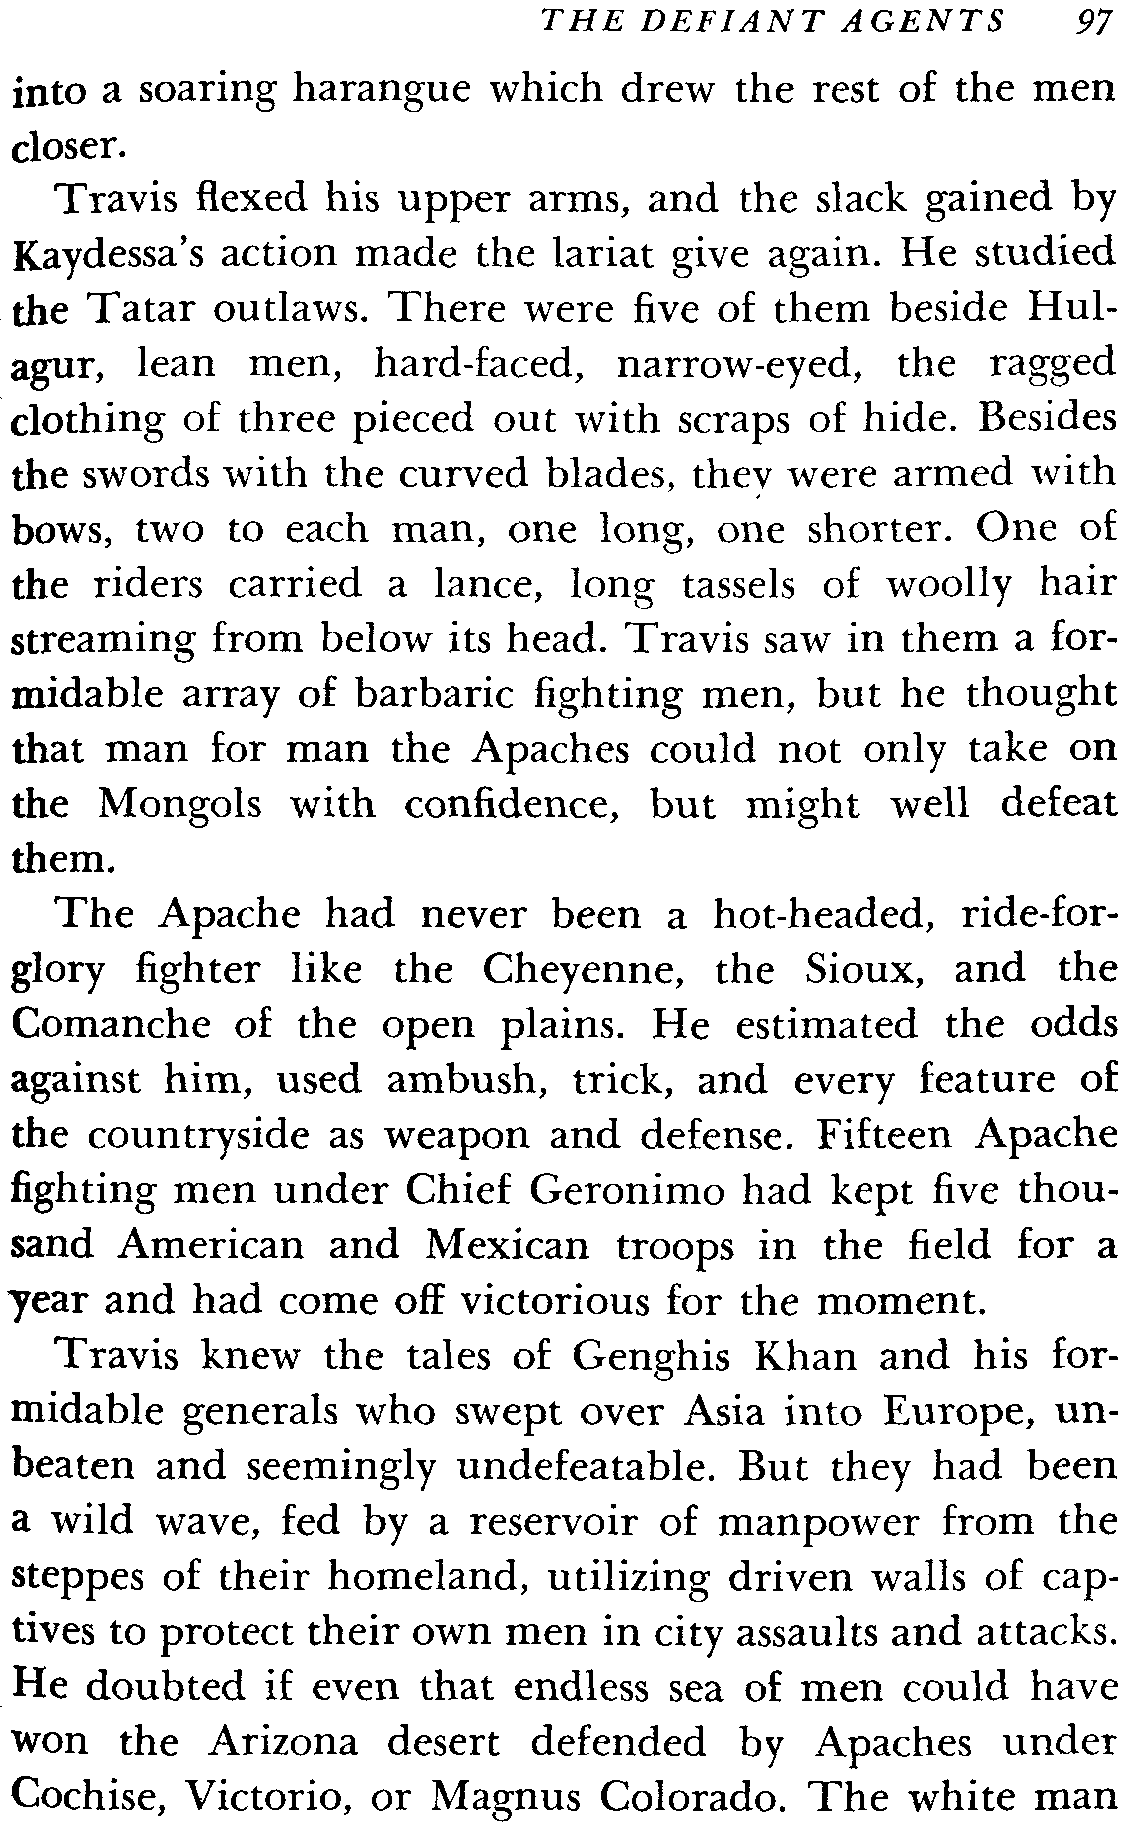 THE DEFIANT AGENTS 97
into a soaring harangue which drew the rest of the men
closer.
Travis flexed his upper arms, and the slack gained by
Kaydessa's action made the lariat give again. He studied
the Tatar outlaws. There were five of them beside Hul-
agur, lean men, hard-faced, narrow-eyed, the ragged
clothing of three pieced out with scraps of hide. Besides
the swords with the curved blades, they were armed with
bows, two to each man, one long, one shorter. One of
the riders carried a lance, long tassels of woolly hair
streaming from below its head. Travis saw in them a for-
midable array of barbaric fighting men, but he thought
that man for man the Apaches could not only take on
the Mongols with confidence, but might well defeat
them.
The Apache had never been a hot-headed, ride-for-
glory fighter like the Cheyenne, the Sioux, and the
Comanche of the open plains. He estimated the odds
against him, used ambush, trick, and every feature of
the countryside as weapon and defense. Fifteen Apache
fighting men under Chief Geronimo had kept five thou-
sand American and Mexican troops in the field for a
year and had come off victorious for the moment.
Travis knew the tales of Genghis Khan and his for-
midable generals who swept over Asia into Europe, un-
beaten and seemingly undefeatable. But they had been
a wild wave, fed by a reservoir of manpower from the
steppes of their homeland, utilizing driven walls of cap-
tives to protect their own men in city assaults and attacks.
He doubted if even that endless sea of men could have
won the Arizona desert defended by Apaches under
Cochise, Victorio, or Magnus Colorado. The white man